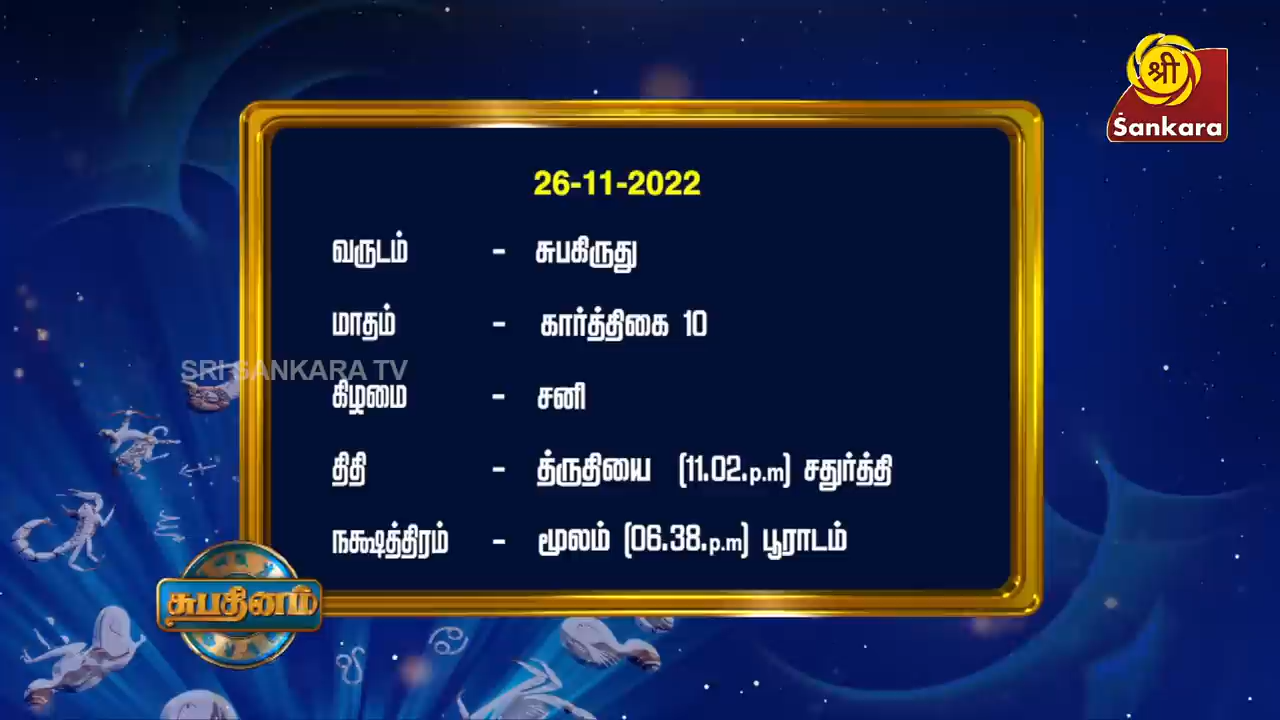 श्री
Sankara
26-11-2022
வருடம் - சுபகிருது
மாதம் - கார்த்திகை 10
SRI SANKARA TV
கிழமை - சனி
திதி - த்ருதியை (11.02.p.m) சதுர்த்தி
நக்ஷத்திரம் - மூலம் (06.38.p.m) பூராடம்
சுபதினம்